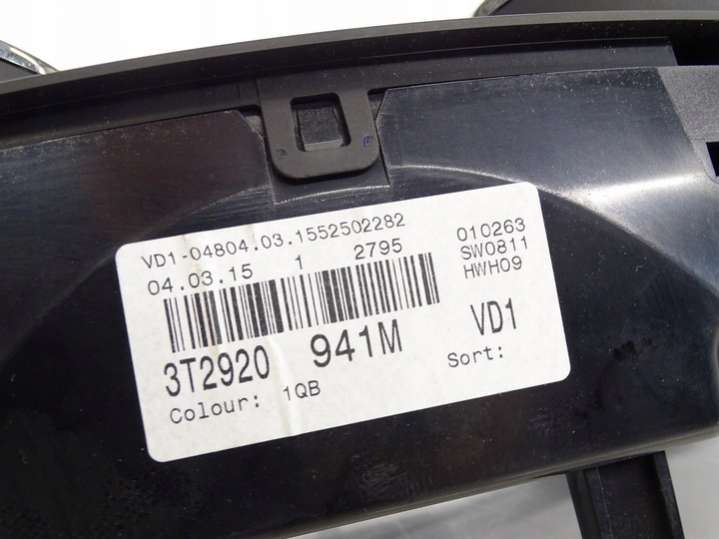 VD1-04804.03.1552502282
04.03.15 1 2795
010263
SW0811
HWH09
3T2920 941M VD1
Colour: 1QB Sort: